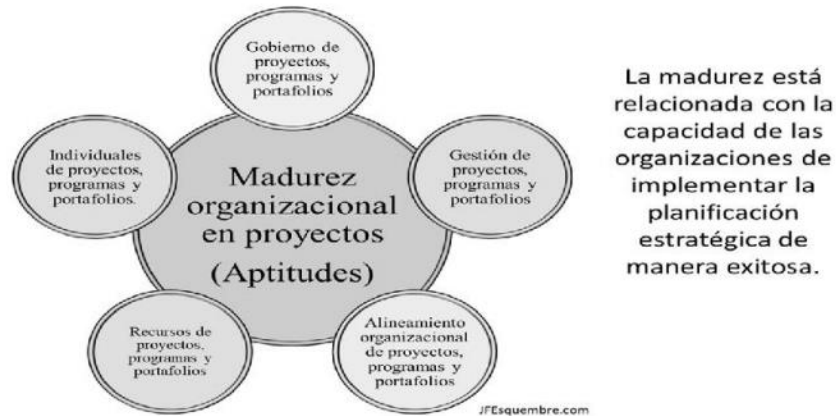 Gobierno de
proyectos,
programas y
portafolios
Individuales
de proyectos,
programas y
portafolios.
Madurez
organizacional
en proyectos
(Aptitudes)
Gestión de
proyectos,
programas y
portafolios
Recursos de
proyectos,
programas y
portafolios
Alineamiento
organizacional
de proyectos,
programas y
portafolios
JFEsquembre.com
La madurez está
relacionada con la
capacidad de las
organizaciones de
implementar la
planificación
estratégica de
manera exitosa.